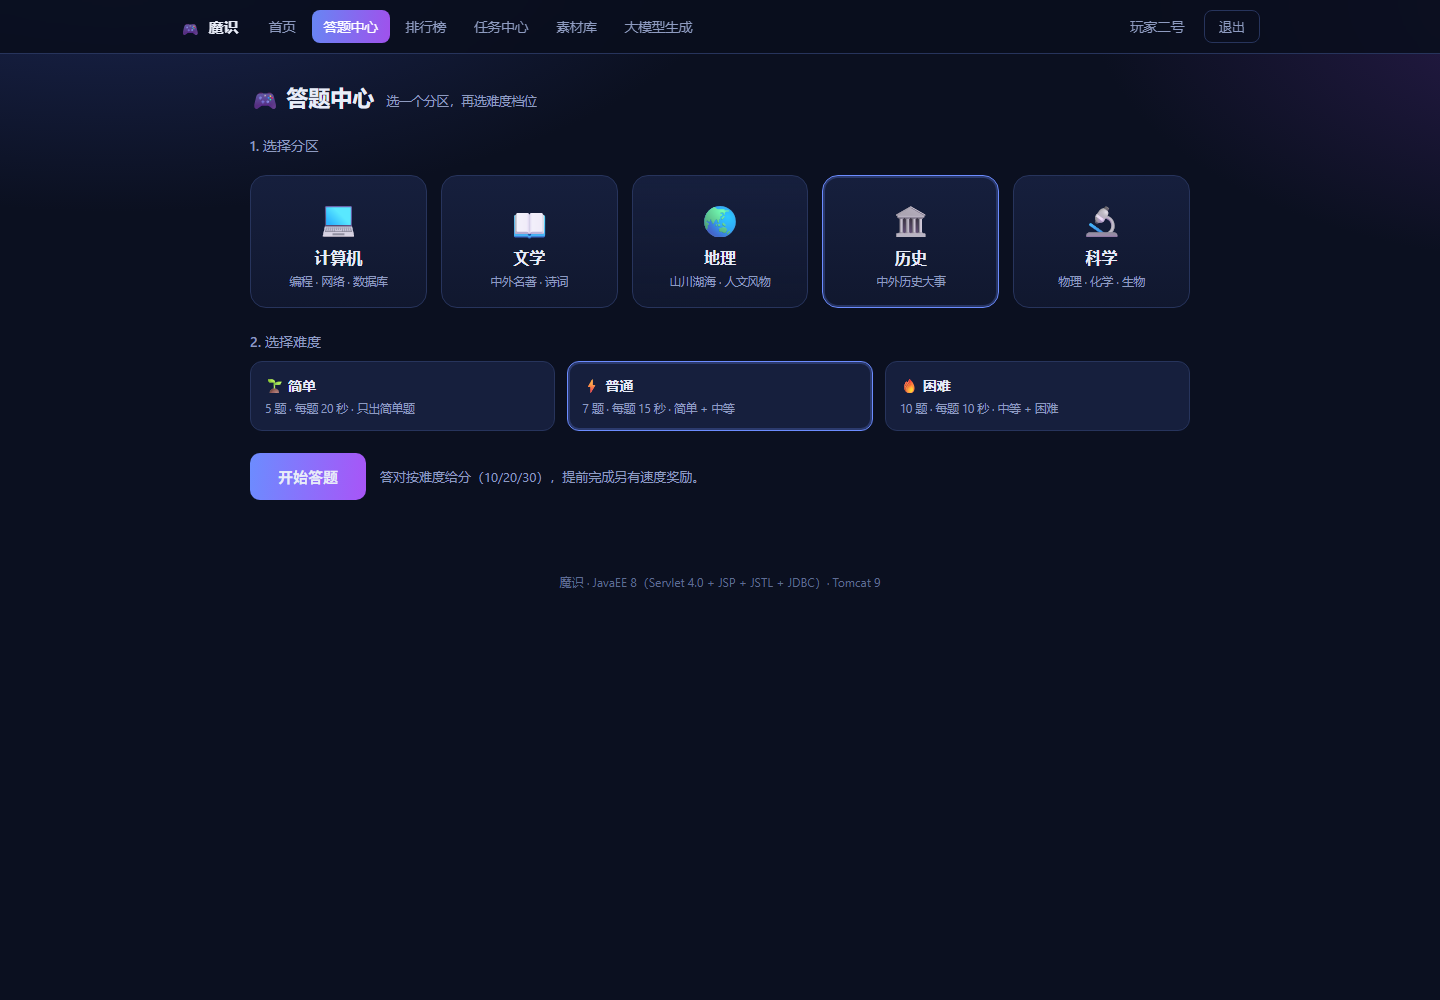 魔识 首页 答题中心 排行榜 任务中心 素材库 大模型生成 玩家二号 退出
答题中心 选一个分区，再选难度档位
1. 选择分区
计算机 文学 地理 历史 科学
编程 · 网络 · 数据库 中外名著 · 诗词 山川湖海 · 人文风物 中外历史大事 物理 · 化学 · 生物
2. 选择难度
简单 普通 困难
5 题 · 每题 20 秒 · 只出简单题 7 题 · 每题 15 秒 · 简单 + 中等 10 题 · 每题 10 秒 · 中等 + 困难
开始答题 答对按难度给分（10/20/30），提前完成另有速度奖励。
魔识 · JavaEE 8（Servlet 4.0 + JSP + JSTL + JDBC）· Tomcat 9